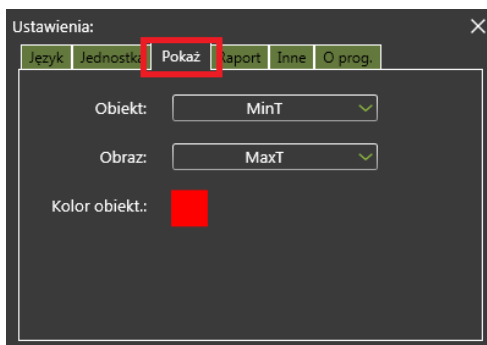 Ustawienia:
Język Jednostka Pokaż Raport Inne O prog.
Obiekt: MinT
Obraz: MaxT
Kolor obiekt.: